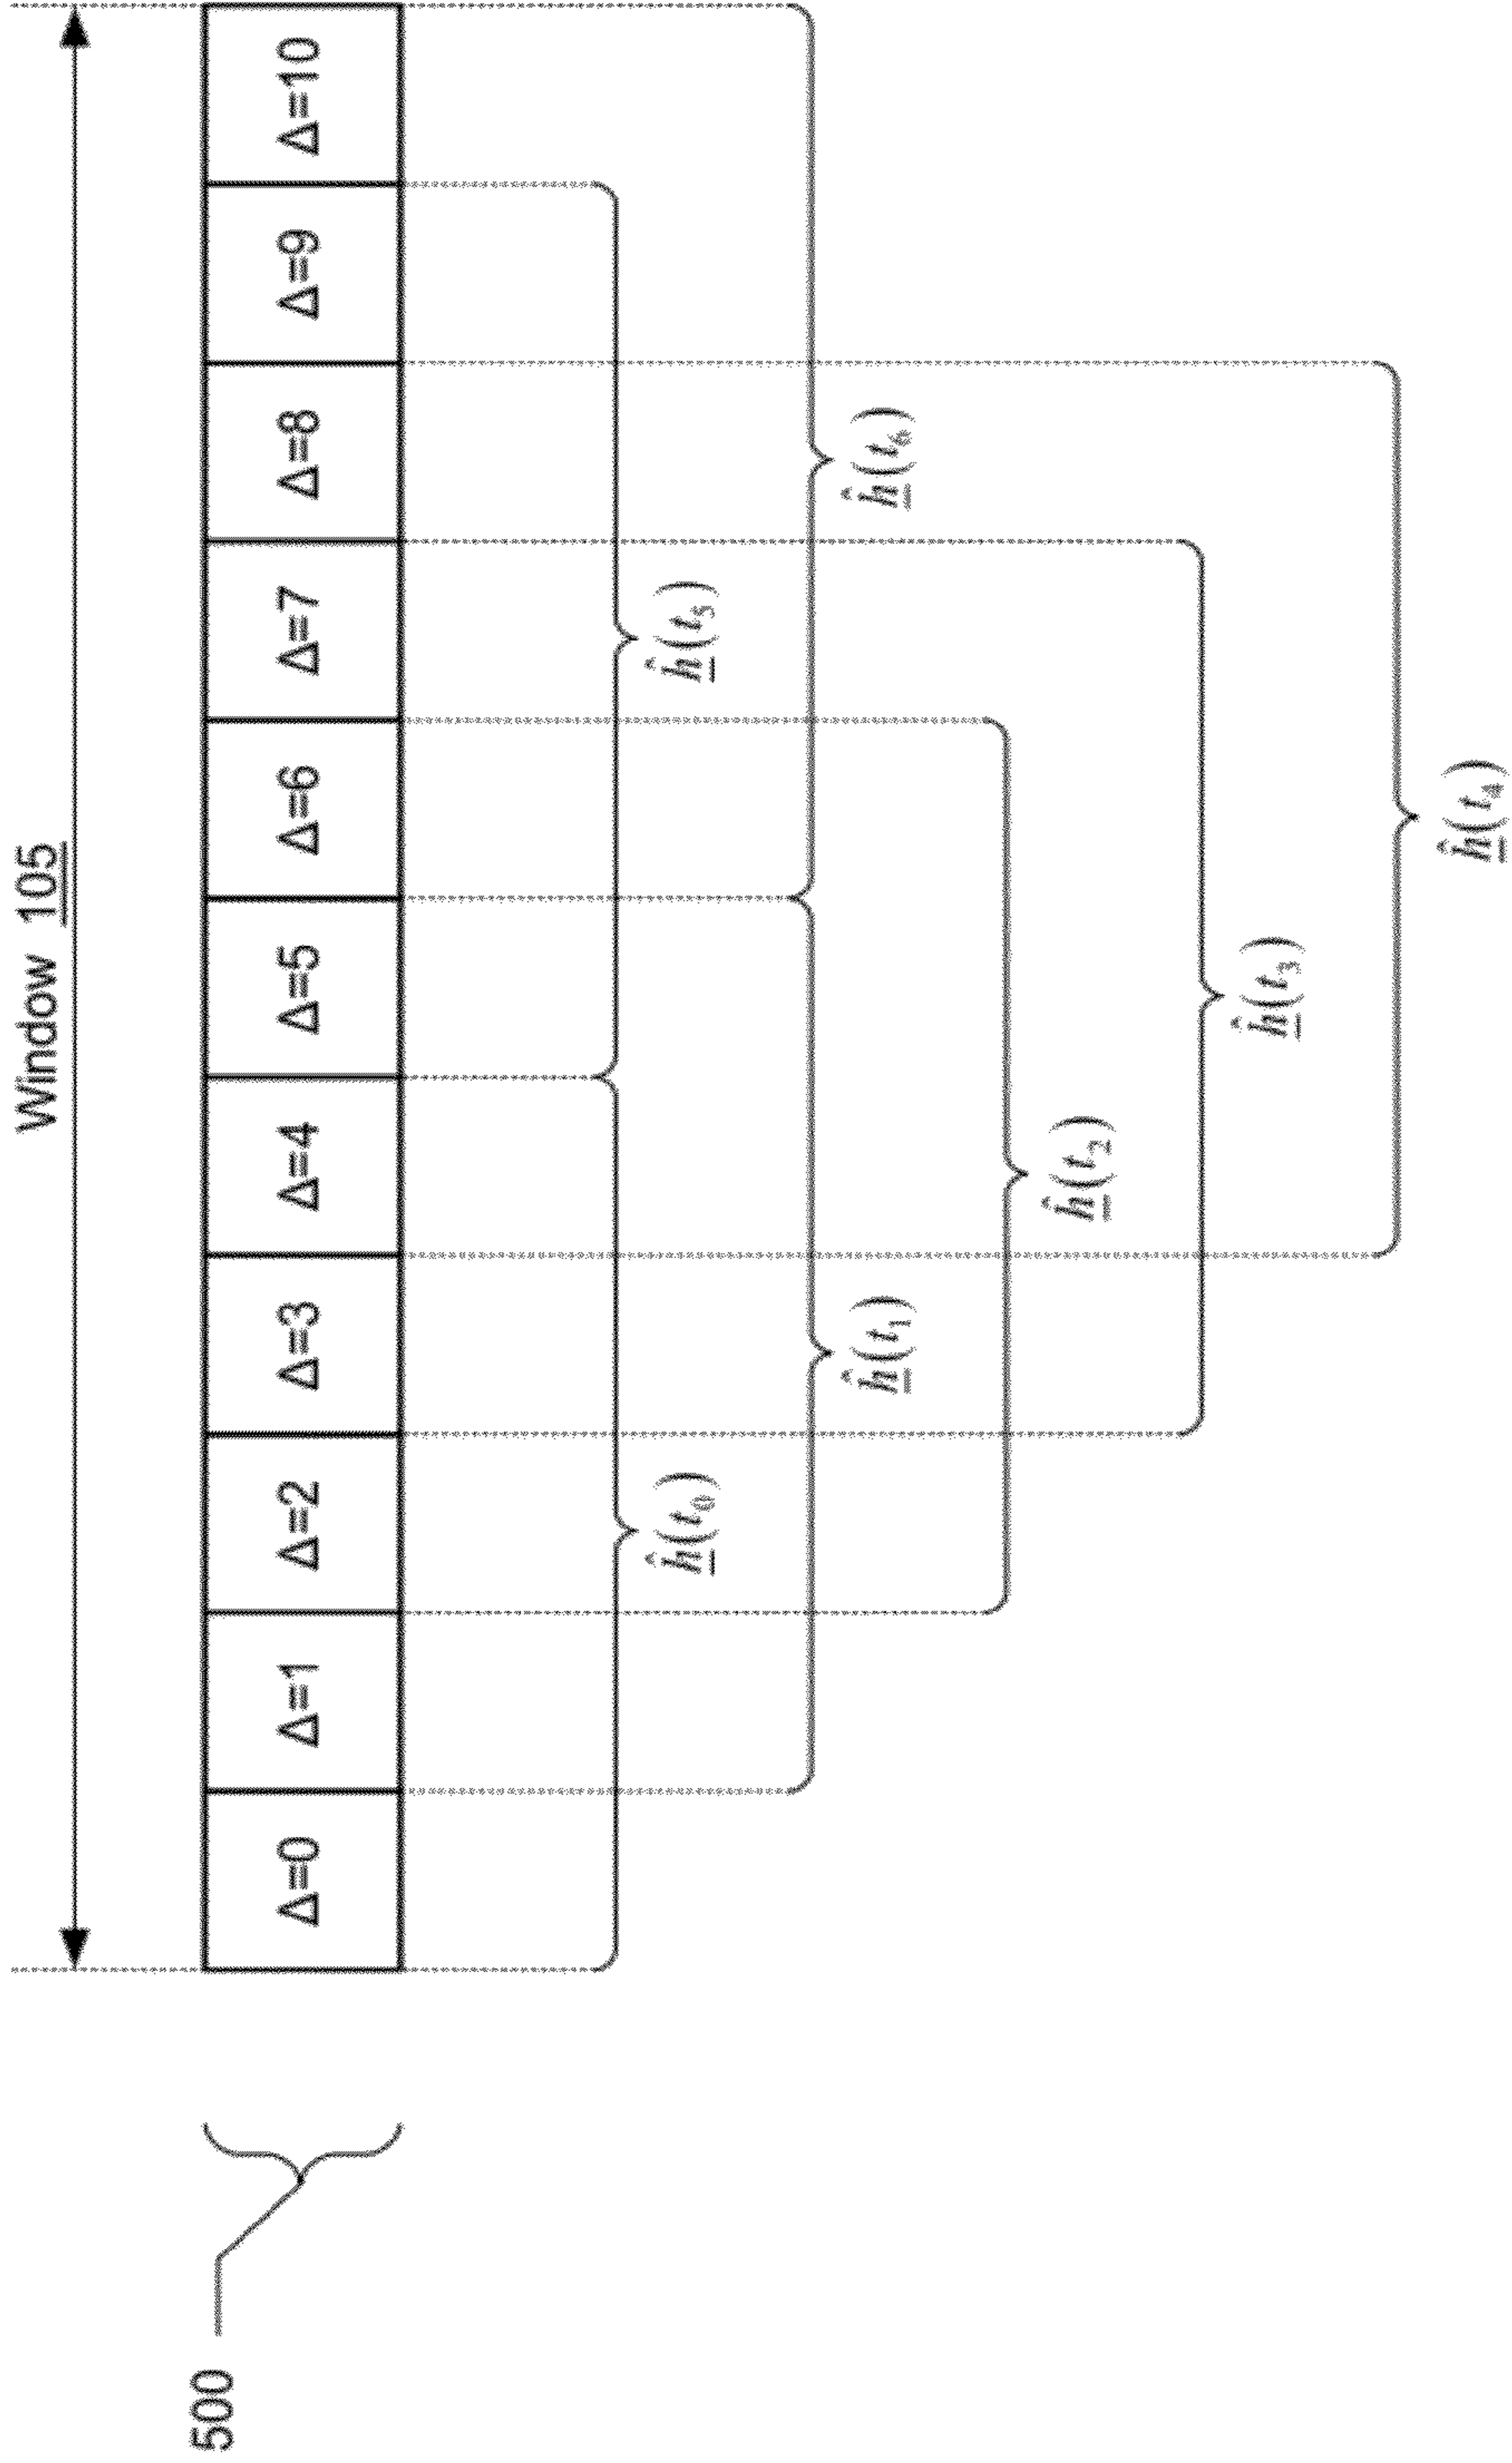 Window 105
500
Δ=0 Δ=1 Δ=2 Δ=3 Δ=4 Δ=5 Δ=6 Δ=7 Δ=8 Δ=9 Δ=10
ĥ(t₀) ĥ(t₅)
ĥ(t₁) ĥ(t₆)
ĥ(t₂)
ĥ(t₃)
ĥ(t₄)